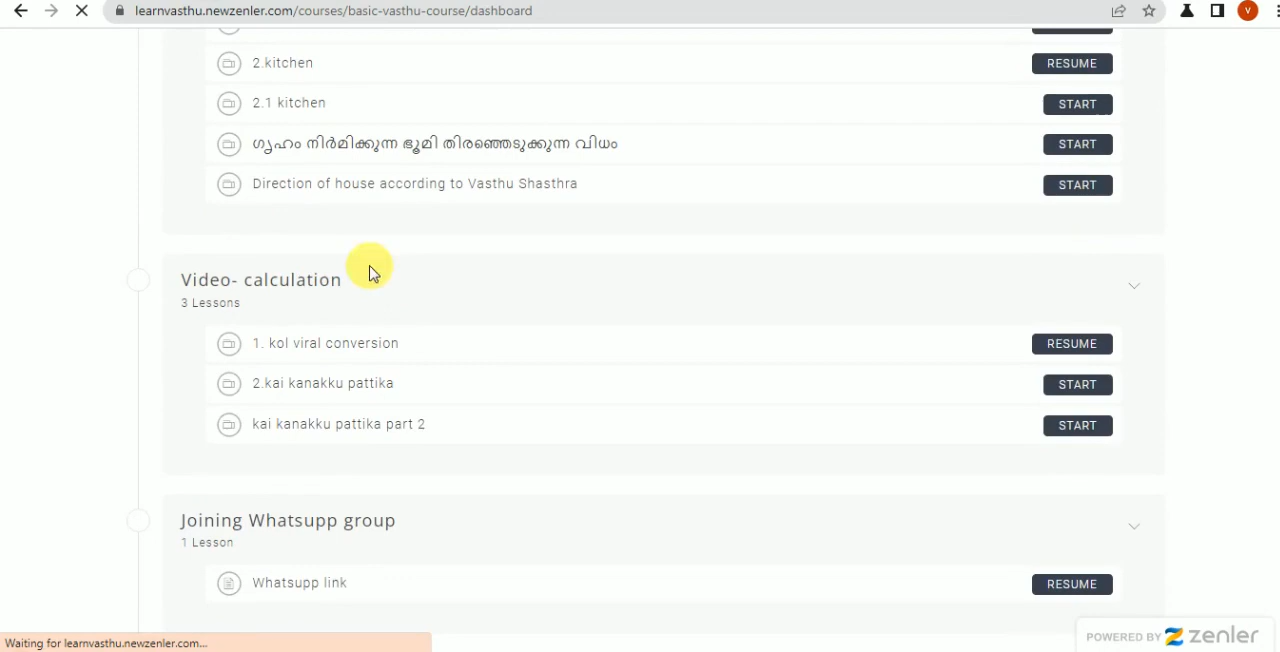 learnvasthu.newzenler.com/courses/basic-vasthu-course/dashboard
V
2.kitchen
RESUME
2.1 kitchen
START
ഗൃഹം നിർമിക്കുന്ന ഭൂമി തിരഞ്ഞെടുക്കുന്ന വിധം
START
Direction of house according to Vasthu Shasthra
START
Video- calculation
3 Lessons
1. kol viral conversion
RESUME
2.kai kanakku pattika
START
kai kanakku pattika part 2
START
Joining Whatsupp group
1 Lesson
Whatsupp link
RESUME
Waiting for learnvasthu.newzenler.com...
POWERED BY zenler